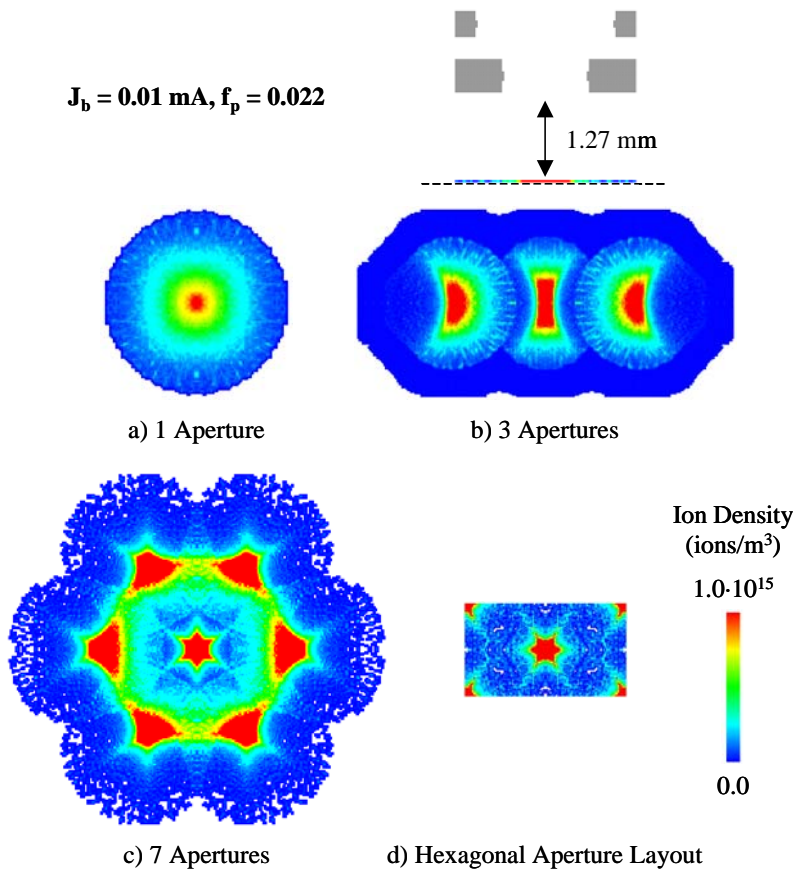 J_b = 0.01 mA, f_p = 0.022
1.27 mm
a) 1 Aperture
b) 3 Apertures
Ion Density
(ions/m³)
1.0·10¹⁵
0.0
c) 7 Apertures
d) Hexagonal Aperture Layout